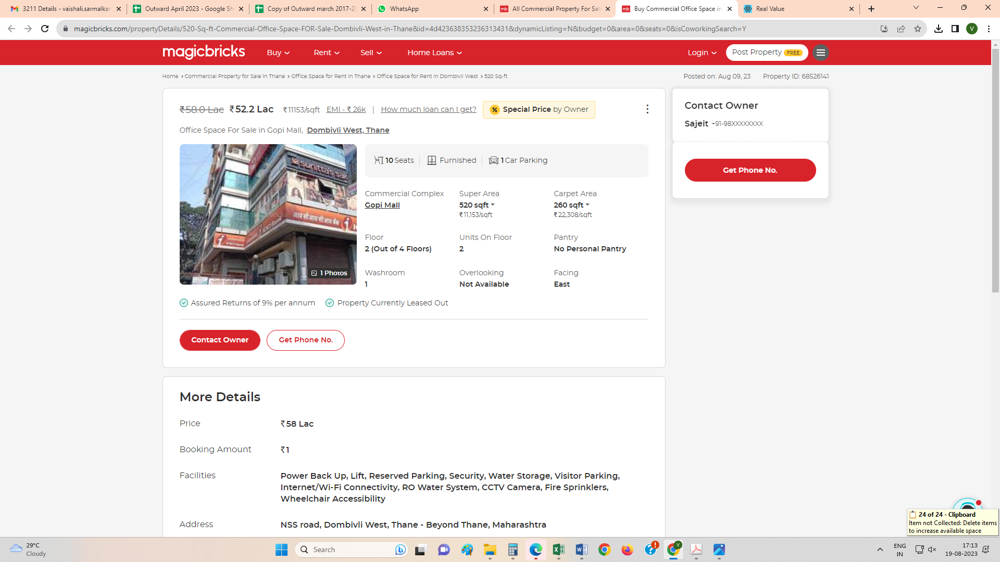 3211 Details - vaishali.sarmalkar
Outward April 2023 - Google Sh
Copy of Outward march 2017-20
WhatsApp
mb All Commercial Property For Sal
mb Buy Commercial Office Space in
Real Value
magicbricks.com/propertyDetails/520-Sq-ft-Commercial-Office-Space-FOR-Sale-Dombivli-West-in-Thane&id=4d423638353236313431&dynamicListing=N&budget=0&area=0&seats=0&isCoworkingSearch=Y
V
magicbricks
Buy
Rent
Sell
Home Loans
Login
Post Property FREE
Home > Commercial Property for Sale in Thane > Office Space for Rent in Thane > Office Space for Rent in Dombivli West > 520 Sq-ft
Posted on: Aug 09, 23 Property ID: 68526141
₹58.0 Lac ₹52.2 Lac ₹11153/sqft EMI - ₹ 26k | How much loan can I get?
% Special Price by Owner
Office Space For Sale in Gopi Mall, Dombivli West, Thane
sunitta's
आय सी आय सी आय बैंक
ICICI Bank
1 Photos
10 Seats
Furnished
1 Car Parking
Commercial Complex
Gopi Mall
Super Area
520 sqft
₹11,153/sqft
Carpet Area
260 sqft
₹22,308/sqft
Floor
2 (Out of 4 Floors)
Units On Floor
2
Pantry
No Personal Pantry
Washroom
1
Overlooking
Not Available
Facing
East
Assured Returns of 9% per annum
Property Currently Leased Out
Contact Owner
Get Phone No.
Contact Owner
Sajeit +91-98XXXXXXXX
Get Phone No.
More Details
Price
₹58 Lac
Booking Amount
₹1
Facilities
Power Back Up, Lift, Reserved Parking, Security, Water Storage, Visitor Parking,
Internet/Wi-Fi Connectivity, RO Water System, CCTV Camera, Fire Sprinklers,
Wheelchair Accessibility
Address
NSS road, Dombivli West, Thane - Beyond Thane, Maharashtra
24 of 24 - Clipboard
Item not Collected: Delete items
to increase available space
29°C
Cloudy
Search
ENG
IN
17:13
19-08-2023